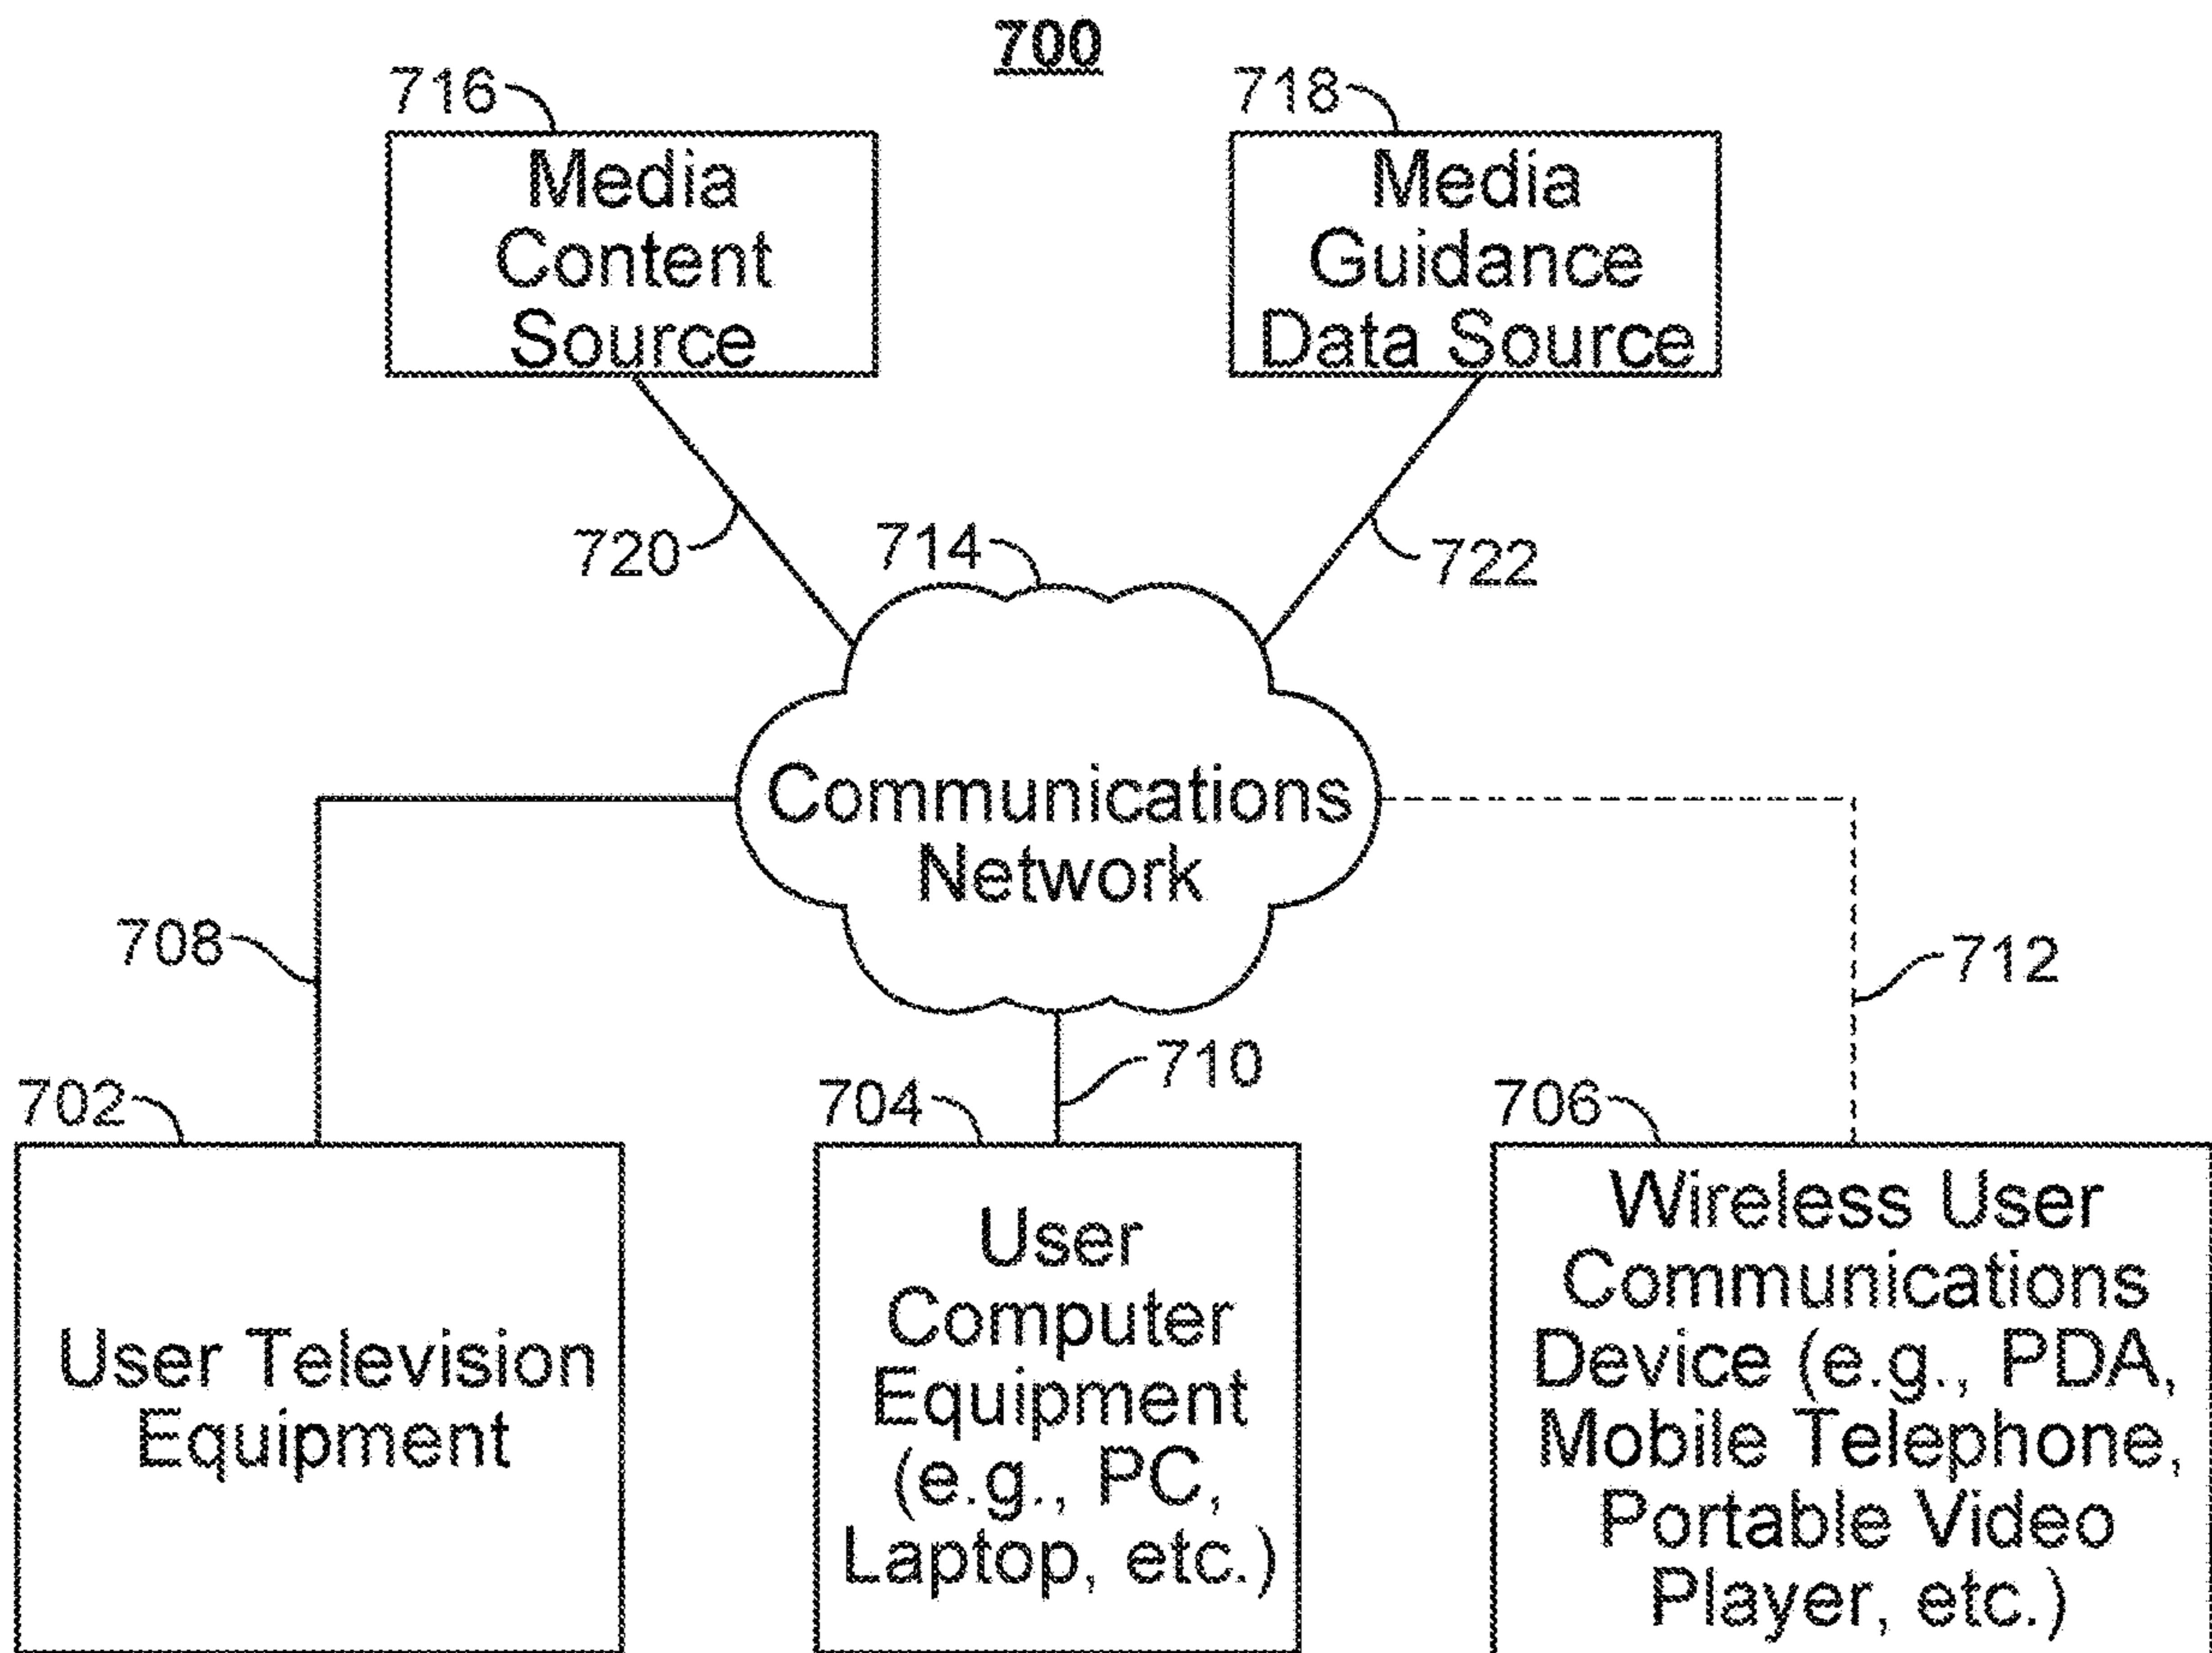 700
716
718
Media
Content
Source
Media
Guidance
Data Source
720
714
722
Communications
Network
708
712
710
702
704
706
User Television
Equipment
User
Computer
Equipment
(e.g., PC,
Laptop, etc.)
Wireless User
Communications
Device (e.g., PDA,
Mobile Telephone,
Portable Video
Player, etc.)